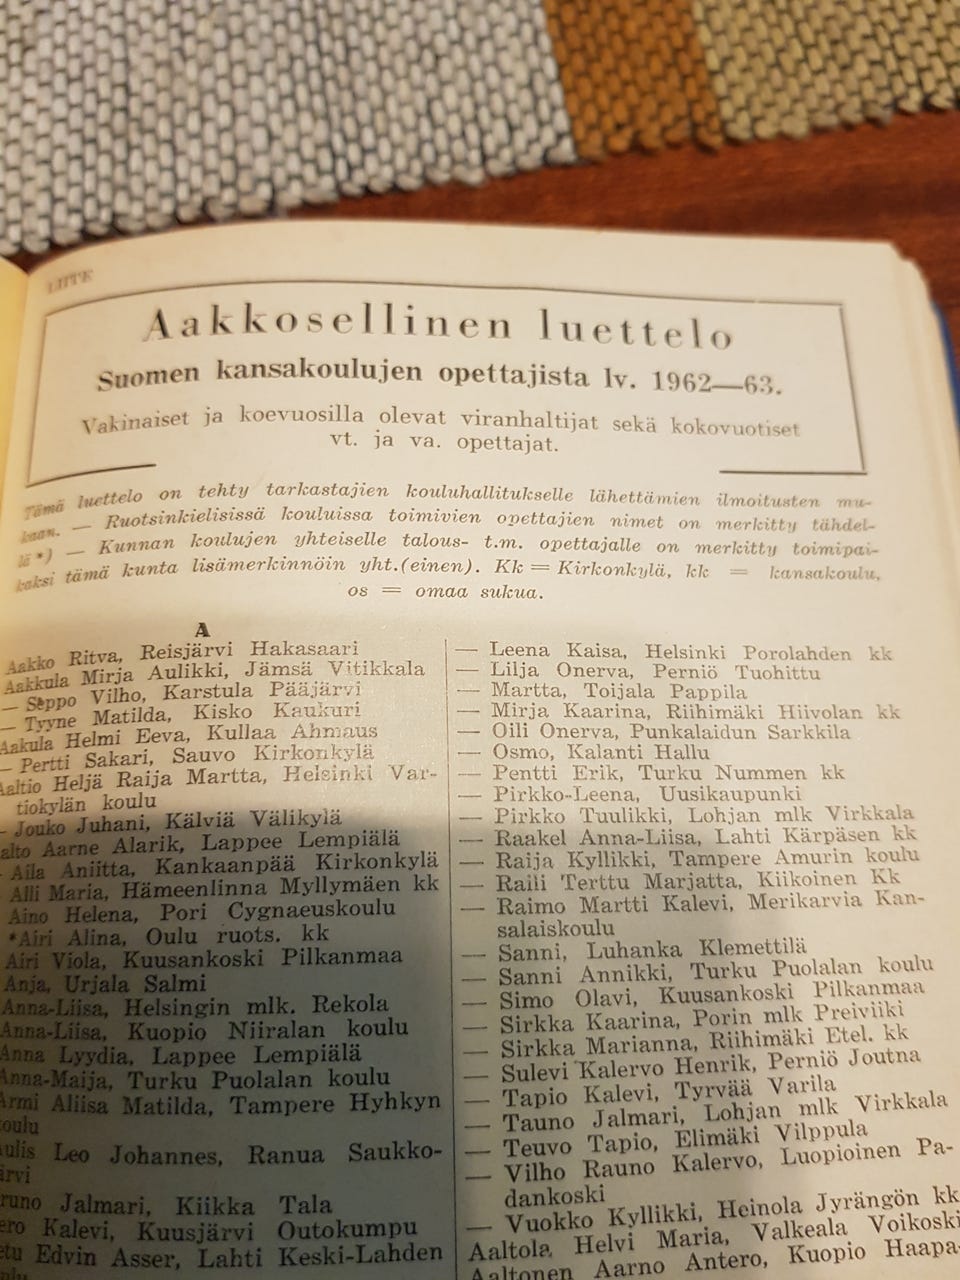 LIITE
Aakkosellinen luettelo
Suomen kansakoulujen opettajista lv. 1962—63.
Vakinaiset ja koevuosilla olevat viranhaltijat sekä kokovuotiset
vt. ja va. opettajat.
Tämä luettelo on tehty tarkastajien kouluhallitukselle lähettämien ilmoitusten mu-
kaan. — Ruotsinkielisissä kouluissa toimivien opettajien nimet on merkitty tähdel-
lä *) — Kunnan koulujen yhteiselle talous- t.m. opettajalle on merkitty toimipai-
kaksi tämä kunta lisämerkinnöin yht.(einen). Kk = Kirkonkylä, kk = kansakoulu,
os = omaa sukua.
A
Aakko Ritva, Reisjärvi Hakasaari
Aakkula Mirja Aulikki, Jämsä Vitikkala
— Seppo Vilho, Karstula Pääjärvi
— Tyyne Matilda, Kisko Kaukuri
Aakula Helmi Eeva, Kullaa Ahmaus
— Pertti Sakari, Sauvo Kirkonkylä
Aaltio Heljä Raija Martta, Helsinki Var-
tiokylän koulu
— Jouko Juhani, Kälviä Välikylä
alto Aarne Alarik, Lappee Lempiälä
- Aila Aniitta, Kankaanpää Kirkonkylä
Alli Maria, Hämeenlinna Myllymäen kk
Aino Helena, Pori Cygnaeuskoulu
*Airi Alina, Oulu ruots. kk
Airi Viola, Kuusankoski Pilkanmaa
Anja, Urjala Salmi
Anna-Liisa, Helsingin mlk. Rekola
Anna-Liisa, Kuopio Niiralan koulu
Anna Lyydia, Lappee Lempiälä
Anna-Maija, Turku Puolalan koulu
Armi Aliisa Matilda, Tampere Hyhkyn
koulu
ulis Leo Johannes, Ranua Saukko-
ärvi
runo Jalmari, Kiikka Tala
ero Kalevi, Kuusjärvi Outokumpu
etu Edvin Asser, Lahti Keski-Lahden
— Leena Kaisa, Helsinki Porolahden kk
— Lilja Onerva, Perniö Tuohittu
— Martta, Toijala Pappila
— Mirja Kaarina, Riihimäki Hiivolan kk
— Oili Onerva, Punkalaidun Sarkkila
— Osmo, Kalanti Hallu
— Pentti Erik, Turku Nummen kk
— Pirkko-Leena, Uusikaupunki
— Pirkko Tuulikki, Lohjan mlk Virkkala
— Raakel Anna-Liisa, Lahti Kärpäsen kk
— Raija Kyllikki, Tampere Amurin koulu
— Raili Terttu Marjatta, Kiikoinen Kk
— Raimo Martti Kalevi, Merikarvia Kan-
salaiskoulu
— Sanni, Luhanka Klemettilä
— Sanni Annikki, Turku Puolalan koulu
— Simo Olavi, Kuusankoski Pilkanmaa
— Sirkka Kaarina, Porin mlk Preiviiki
— Sirkka Marianna, Riihimäki Etel. kk
— Sulevi Kalervo Henrik, Perniö Joutna
— Tapio Kalevi, Tyrvää Varila
— Tauno Jalmari, Lohjan mlk Virkkala
— Teuvo Tapio, Elimäki Vilppula
— Vilho Rauno Kalervo, Luopioinen Pa-
dankoski
— Vuokko Kyllikki, Heinola Jyrängön kk
Aaltola Helvi Maria, Valkeala Voikoski
Aaltonen Aarno Antero, Kuopio Haapa-